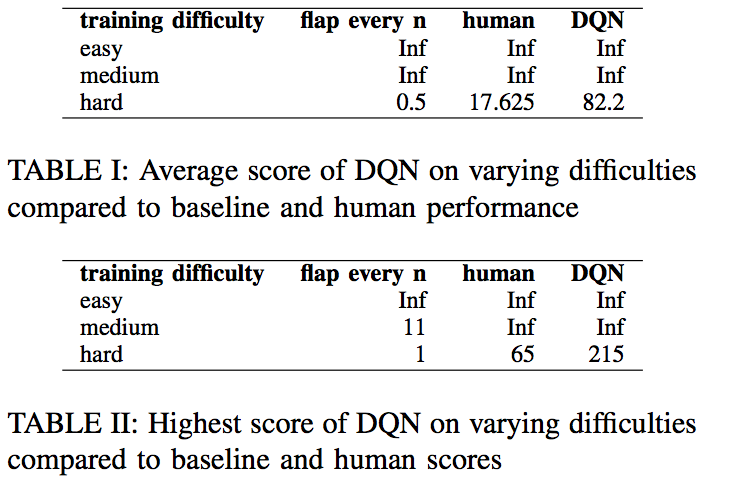 training difficulty flap every n human DQN
easy Inf Inf Inf
medium Inf Inf Inf
hard 0.5 17.625 82.2
TABLE I: Average score of DQN on varying difficulties
compared to baseline and human performance
training difficulty flap every n human DQN
easy Inf Inf Inf
medium 11 Inf Inf
hard 1 65 215
TABLE II: Highest score of DQN on varying difficulties
compared to baseline and human scores